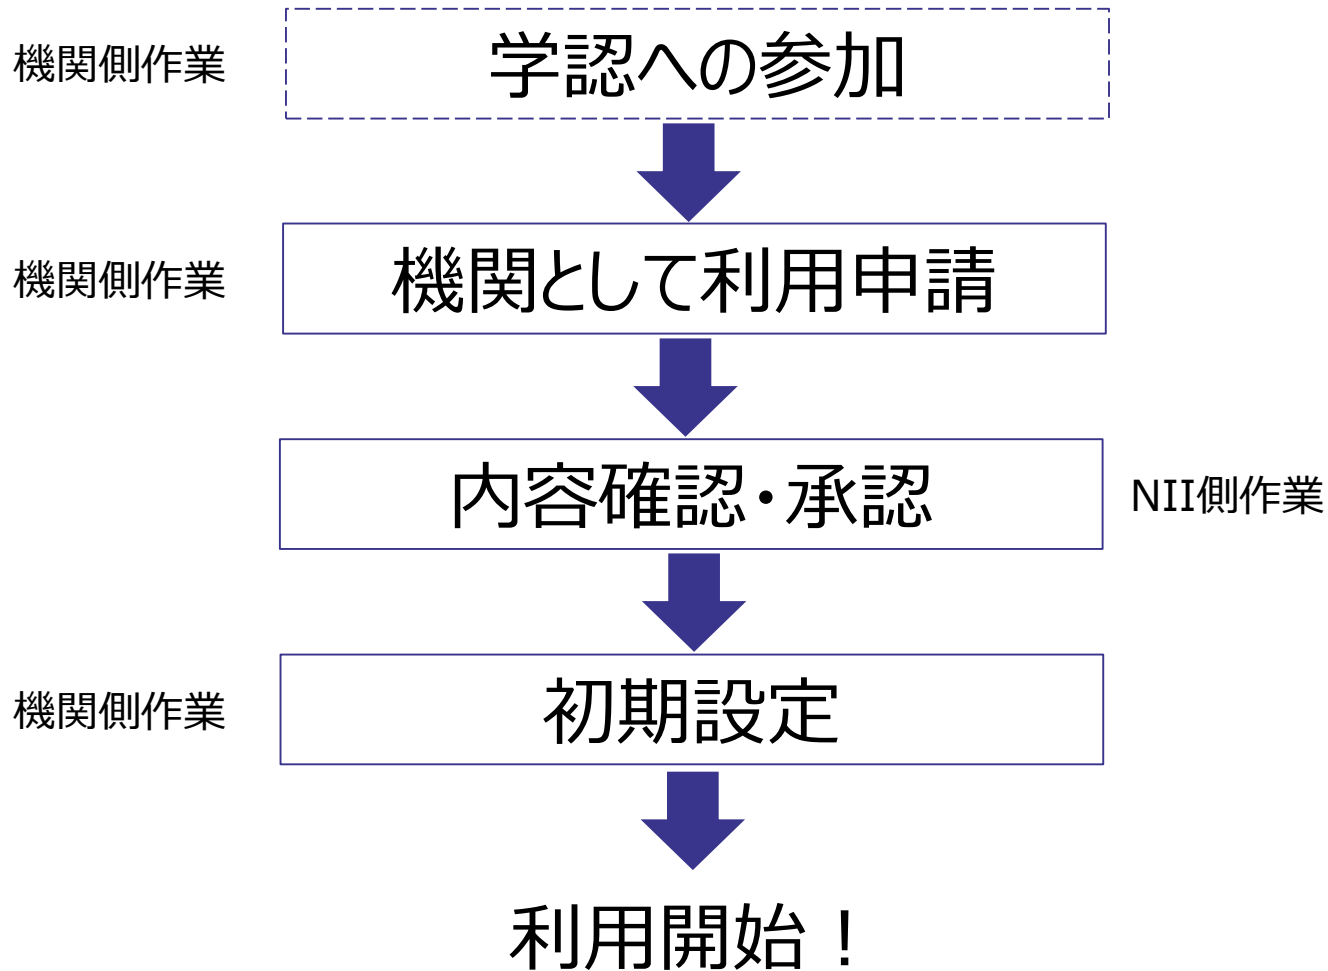 機関側作業
学認への参加
機関側作業
機関として利用申請
内容確認・承認
NII側作業
機関側作業
初期設定
利用開始！